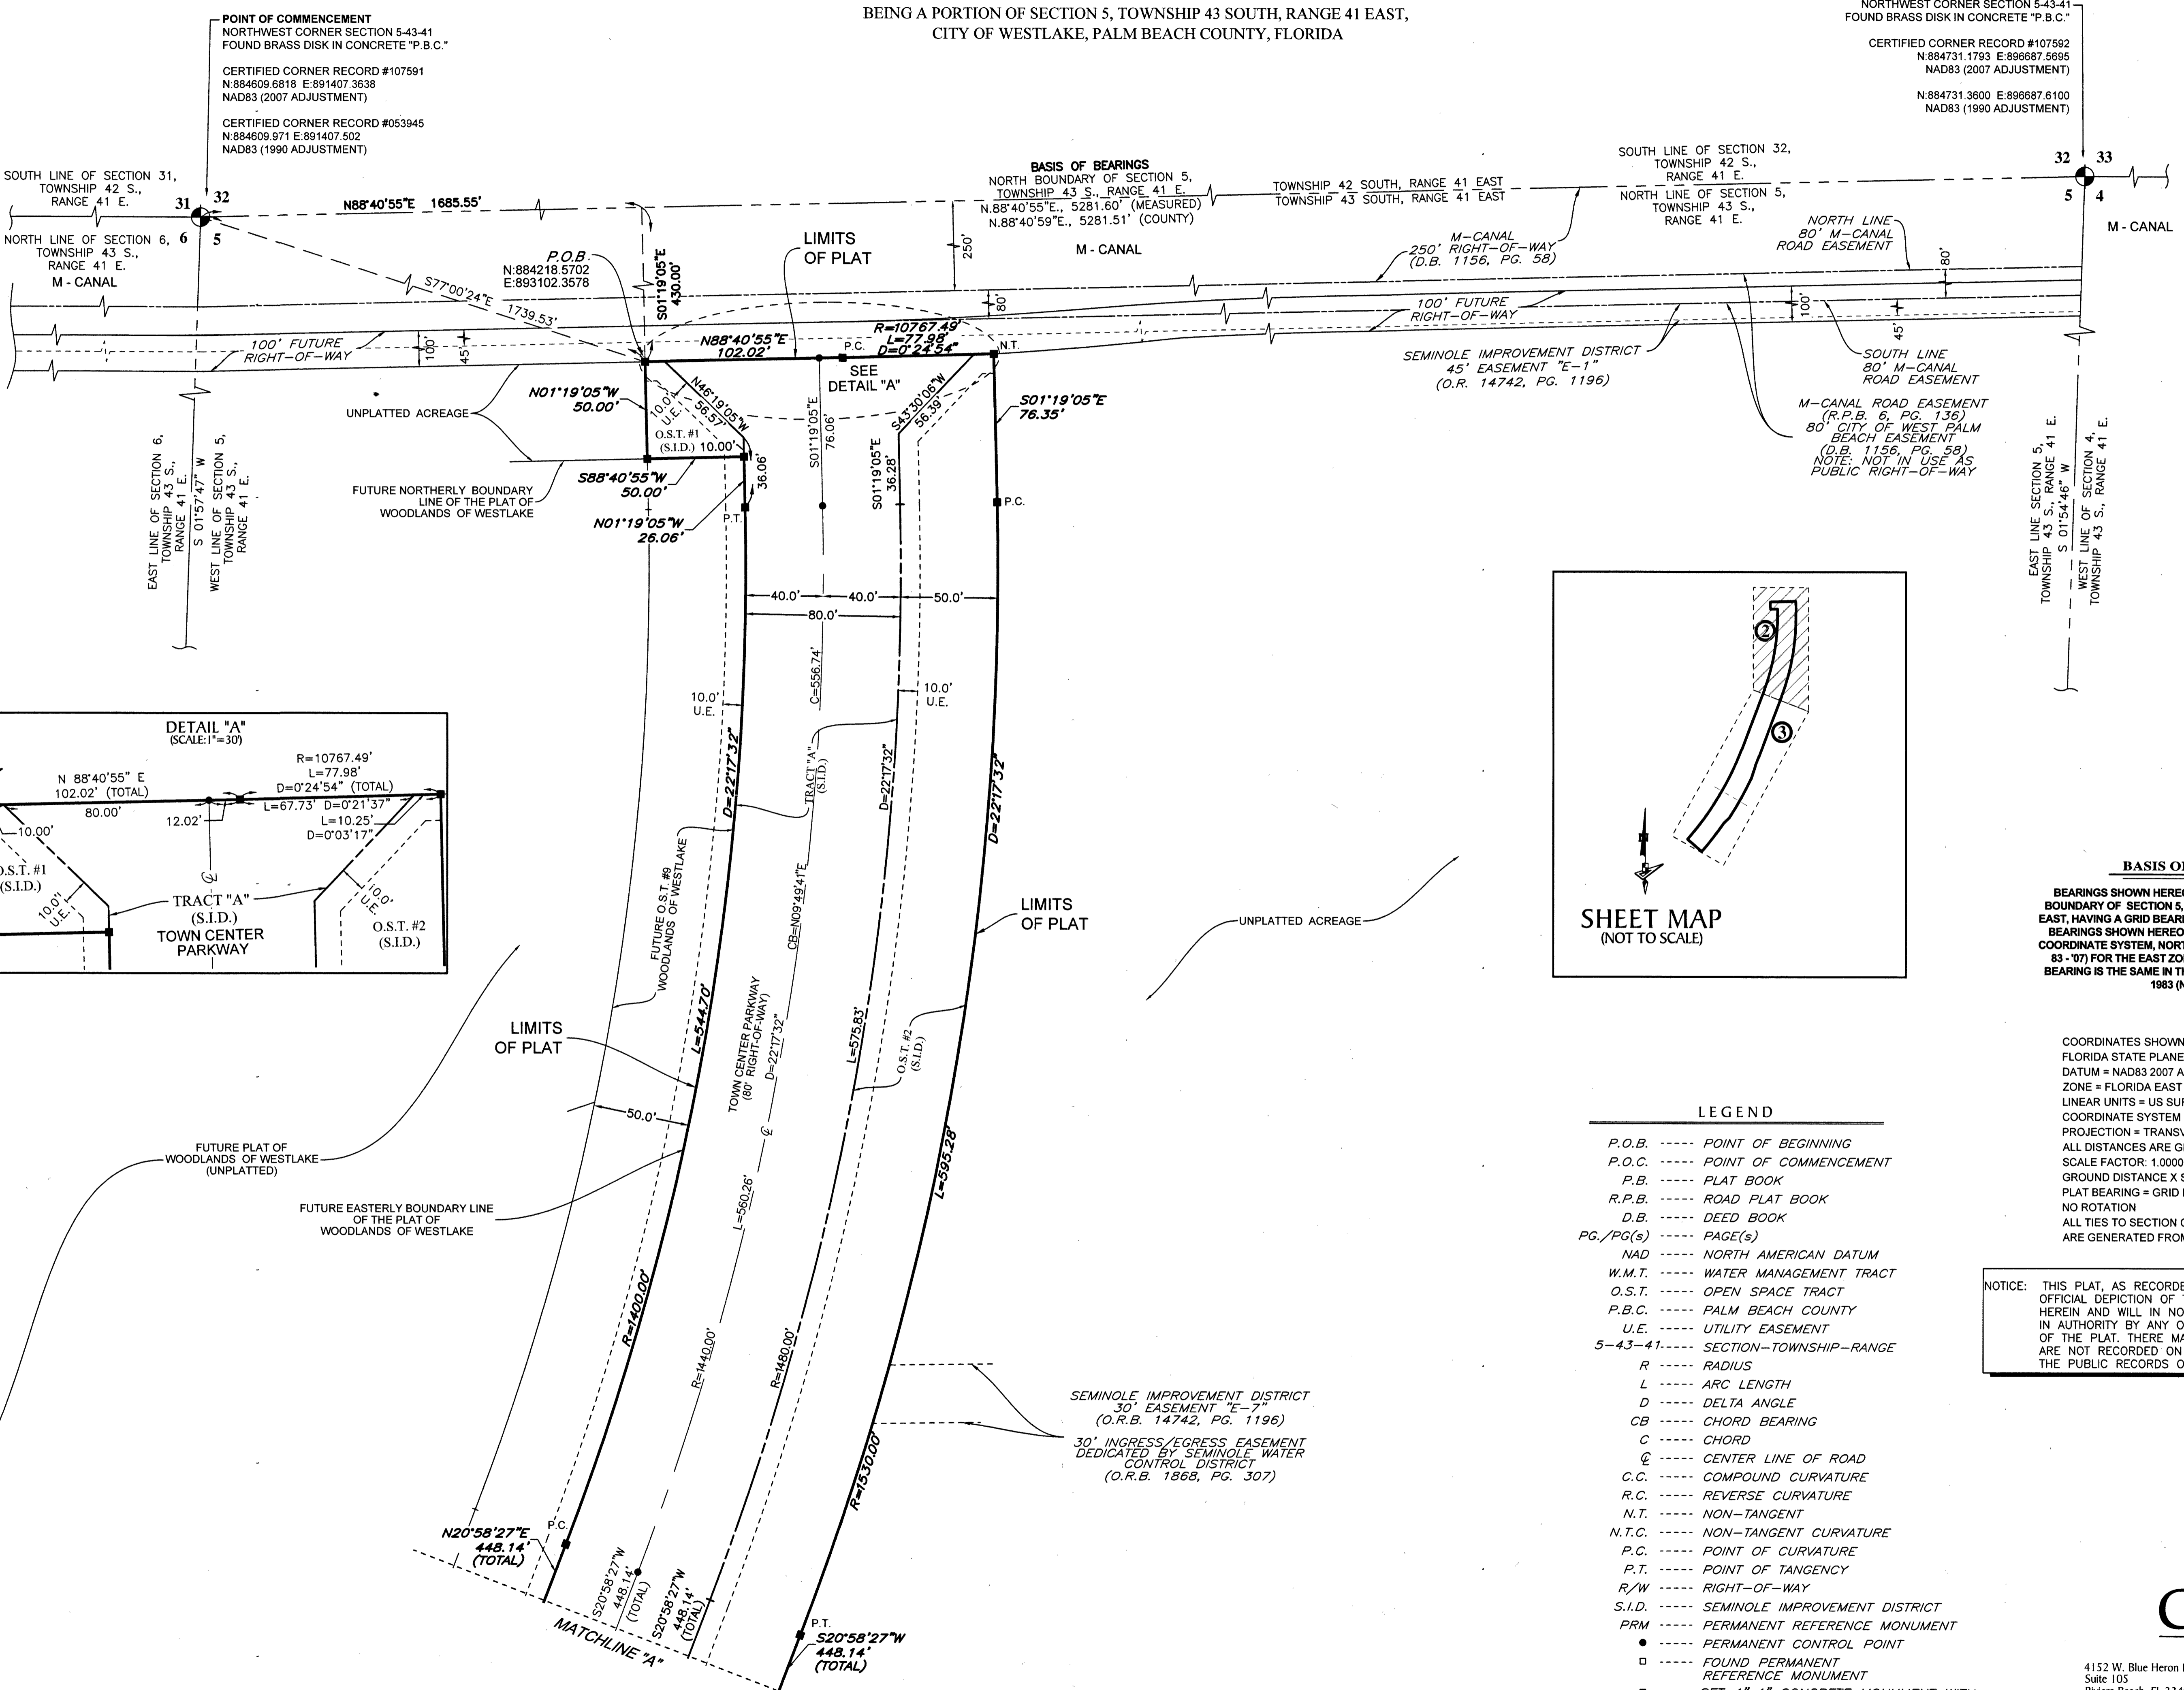 BEING A PORTION OF SECTION 5, TOWNSHIP 43 SOUTH, RANGE 41 EAST,
CITY OF WESTLAKE, PALM BEACH COUNTY, FLORIDA
POINT OF COMMENCEMENT
NORTHWEST CORNER SECTION 5-43-41
FOUND BRASS DISK IN CONCRETE "P.B.C."
CERTIFIED CORNER RECORD #107591
N:884609.6818 E:891407.3638
NAD83 (2007 ADJUSTMENT)
CERTIFIED CORNER RECORD #053945
N:884609.971 E:891407.502
NAD83 (1990 ADJUSTMENT)
NORTHWEST CORNER SECTION 5-43-41
FOUND BRASS DISK IN CONCRETE "P.B.C."
CERTIFIED CORNER RECORD #107592
N:884731.1793 E:896687.5695
NAD83 (2007 ADJUSTMENT)
N:884731.3600 E:896687.6100
NAD83 (1990 ADJUSTMENT)
SOUTH LINE OF SECTION 31,
TOWNSHIP 42 S.,
RANGE 41 E.
31 32
6 5
NORTH LINE OF SECTION 6,
TOWNSHIP 43 S.,
RANGE 41 E.
M - CANAL
N88°40'55"E 1685.55'
BASIS OF BEARINGS
NORTH BOUNDARY OF SECTION 5,
TOWNSHIP 43 S., RANGE 41 E.
N.88°40'55"E., 5281.60' (MEASURED)
N.88°40'59"E., 5281.51' (COUNTY)
M - CANAL
TOWNSHIP 42 SOUTH, RANGE 41 EAST
TOWNSHIP 43 SOUTH, RANGE 41 EAST
SOUTH LINE OF SECTION 32,
TOWNSHIP 42 S.,
RANGE 41 E.
NORTH LINE OF SECTION 5,
TOWNSHIP 43 S.,
RANGE 41 E.
32 33
5 4
M - CANAL
NORTH LINE
80' M-CANAL
ROAD EASEMENT
M-CANAL
250' RIGHT-OF-WAY
(D.B. 1156, PG. 58)
250'
80'
80'
100'
45'
P.O.B.
N:884218.5702
E:893102.3578
S01°19'05"E
430.00'
LIMITS
OF PLAT
S77°00'24"E
1739.53'
100' FUTURE
RIGHT-OF-WAY
100'
45'
100' FUTURE
RIGHT-OF-WAY
N88°40'55"E
102.02'
P.C.
R=10767.49'
L=77.98'
D=0°24'54"
N.T.
SEE
DETAIL "A"
SEMINOLE IMPROVEMENT DISTRICT
45' EASEMENT "E-1"
(O.R. 14742, PG. 1196)
SOUTH LINE
80' M-CANAL
ROAD EASEMENT
M-CANAL ROAD EASEMENT
(R.P.B. 6, PG. 136)
80' CITY OF WEST PALM
BEACH EASEMENT
(D.B. 1156, PG. 58)
NOTE: NOT IN USE AS
PUBLIC RIGHT-OF-WAY
UNPLATTED ACREAGE
N01°19'05"W
50.00'
N46°19'05"W
56.57'
10.0'
U.E.
O.S.T. #1
(S.I.D.)
10.00'
S01°19'05"E
76.06'
S43°30'06"W
56.39'
S01°19'05"E
36.28'
S01°19'05"E
76.35'
FUTURE NORTHERLY BOUNDARY
LINE OF THE PLAT OF
WOODLANDS OF WESTLAKE
S88°40'55"W
50.00'
36.06'
N01°19'05"W
26.06'
P.T.
P.C.
EAST LINE OF SECTION 6,
TOWNSHIP 43 S.,
RANGE 41 E.
S 01°57'47" W
WEST LINE OF SECTION 5,
TOWNSHIP 43 S.,
RANGE 41 E.
EAST LINE SECTION 5,
TOWNSHIP 43 S., RANGE 41 E.
S 01°54'46" W
WEST LINE OF SECTION 4,
TOWNSHIP 43 S., RANGE 41 E.
40.0'
40.0'
50.0'
80.0'
C=556.74'
10.0'
U.E.
10.0'
U.E.
D=22°17'32"
TRACT "A"
(S.I.D.)
D=22°17'32"
D=22°17'32"
FUTURE O.S.T. #9
WOODLANDS OF WESTLAKE
CB=N09°49'41"E
LIMITS
OF PLAT
UNPLATTED ACREAGE
LIMITS
OF PLAT
L=544.70'
TOWN CENTER PARKWAY
(80' RIGHT-OF-WAY)
D=22°17'32"
L=575.83'
O.S.T. #2
(S.I.D.)
50.0'
L=560.26'
L=595.28'
FUTURE PLAT OF
WOODLANDS OF WESTLAKE
(UNPLATTED)
FUTURE EASTERLY BOUNDARY LINE
OF THE PLAT OF
WOODLANDS OF WESTLAKE
R=1400.00'
R=1440.00'
R=1480.00'
R=1530.00'
SEMINOLE IMPROVEMENT DISTRICT
30' EASEMENT "E-7"
(O.R.B. 14742, PG. 1196)
30' INGRESS/EGRESS EASEMENT
DEDICATED BY SEMINOLE WATER
CONTROL DISTRICT
(O.R.B. 1868, PG. 307)
N20°58'27"E
448.14'
(TOTAL)
P.C.
S20°58'27"W
448.14'
(TOTAL)
S20°58'27"W
448.14'
(TOTAL)
P.T.
S20°58'27"W
448.14'
(TOTAL)
MATCHLINE "A"
DETAIL "A"
(SCALE:1"=30')
N 88°40'55" E
102.02' (TOTAL)
R=10767.49'
L=77.98'
D=0°24'54" (TOTAL)
80.00'
12.02'
L=67.73' D=0°21'37"
L=10.25'
D=0°03'17"
10.00'
O.S.T. #1
(S.I.D.)
10.0'
U.E.
TRACT "A"
(S.I.D.)
TOWN CENTER
PARKWAY
10.0'
U.E.
O.S.T. #2
(S.I.D.)
2
3
N
SHEET MAP
(NOT TO SCALE)
BASIS OF
BEARINGS SHOWN HEREO
BOUNDARY OF SECTION 5,
EAST, HAVING A GRID BEARI
BEARINGS SHOWN HEREO
COORDINATE SYSTEM, NORT
83 - '07) FOR THE EAST ZO
BEARING IS THE SAME IN TH
1983 (N
COORDINATES SHOWN
FLORIDA STATE PLANE
DATUM = NAD83 2007 A
ZONE = FLORIDA EAST
LINEAR UNITS = US SUR
COORDINATE SYSTEM
PROJECTION = TRANSV
ALL DISTANCES ARE G
SCALE FACTOR: 1.0000
GROUND DISTANCE X S
PLAT BEARING = GRID
NO ROTATION
ALL TIES TO SECTION C
ARE GENERATED FROM
NOTICE: THIS PLAT, AS RECORDE
OFFICIAL DEPICTION OF T
HEREIN AND WILL IN NO
IN AUTHORITY BY ANY O
OF THE PLAT. THERE MA
ARE NOT RECORDED ON
THE PUBLIC RECORDS O
LEGEND
P.O.B. ----- POINT OF BEGINNING
P.O.C. ----- POINT OF COMMENCEMENT
P.B. ----- PLAT BOOK
R.P.B. ----- ROAD PLAT BOOK
D.B. ----- DEED BOOK
PG./PG(s) ----- PAGE(s)
NAD ----- NORTH AMERICAN DATUM
W.M.T. ----- WATER MANAGEMENT TRACT
O.S.T. ----- OPEN SPACE TRACT
P.B.C. ----- PALM BEACH COUNTY
U.E. ----- UTILITY EASEMENT
5-43-41----- SECTION-TOWNSHIP-RANGE
R ----- RADIUS
L ----- ARC LENGTH
D ----- DELTA ANGLE
CB ----- CHORD BEARING
C ----- CHORD
℄ ----- CENTER LINE OF ROAD
C.C. ----- COMPOUND CURVATURE
R.C. ----- REVERSE CURVATURE
N.T. ----- NON-TANGENT
N.T.C. ----- NON-TANGENT CURVATURE
P.C. ----- POINT OF CURVATURE
P.T. ----- POINT OF TANGENCY
R/W ----- RIGHT-OF-WAY
S.I.D. ----- SEMINOLE IMPROVEMENT DISTRICT
PRM ----- PERMANENT REFERENCE MONUMENT
● ----- PERMANENT CONTROL POINT
□ ----- FOUND PERMANENT
REFERENCE MONUMENT
4152 W. Blue Heron
Suite 105